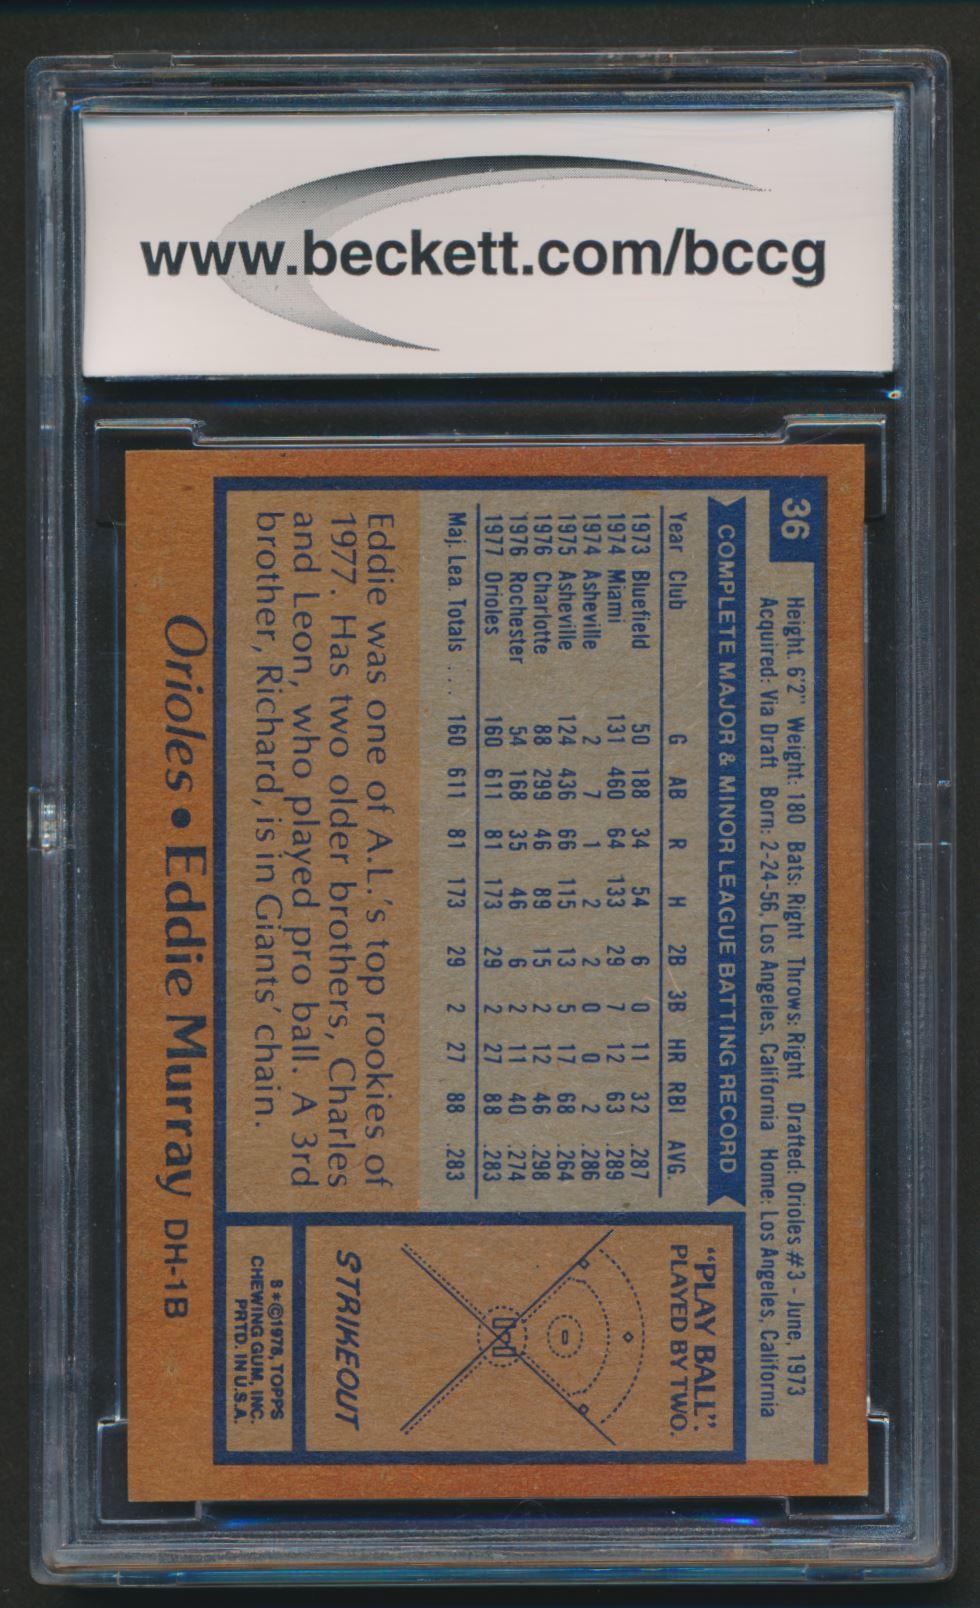 www.beckett.com/bccg
36
Height. 6'2" Weight: 180 Bats: Right Throws: Right Drafted: Orioles #3 - June, 1973
Acquired: Via Draft Born: 2-24-56, Los Angeles, California Home: Los Angeles, California
COMPLETE MAJOR & MINOR LEAGUE BATTING RECORD
Year Club G AB R H 2B 3B HR RBI AVG.
1973 Bluefield 50 188 34 54 6 0 11 32 .287
1974 Miami 131 460 64 133 29 7 12 63 .289
1974 Asheville 2 7 1 2 2 0 0 2 .286
1975 Asheville 124 436 66 115 13 5 17 68 .264
1976 Charlotte 88 299 46 89 15 2 12 46 .298
1976 Rochester 54 168 35 46 6 2 11 40 .274
1977 Orioles 160 611 81 173 29 2 27 88 .283
Maj. Lea. Totals .... 160 611 81 173 29 2 27 88 .283
Eddie was one of A.L.'s top rookies of
1977. Has two older brothers, Charles
and Leon, who played pro ball. A 3rd
brother, Richard, is in Giants' chain.
"PLAY BALL".
PLAYED BY TWO.
STRIKEOUT
8*©1978, TOPPS
CHEWING GUM, INC.
PRTD. IN U.S.A.
Orioles • Eddie Murray DH-1B